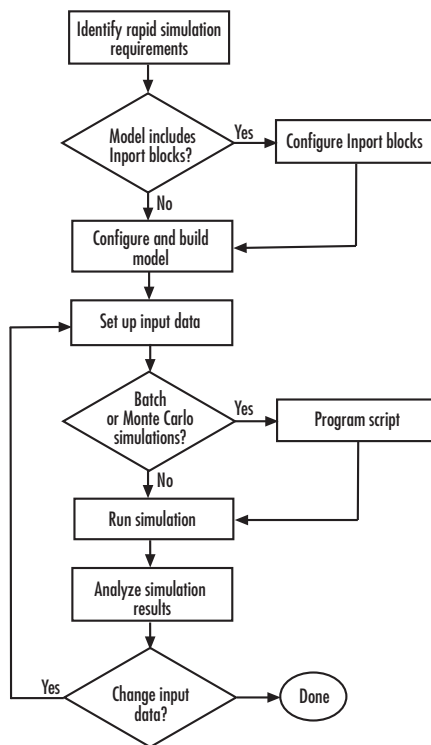 Identify rapid simulation
requirements
Model includes
Inport blocks?
Yes
Configure Inport blocks
No
Configure and build
model
Set up input data
Batch
or Monte Carlo
simulations?
Yes
Program script
No
Run simulation
Analyze simulation
results
Yes
Change input
data?
Done